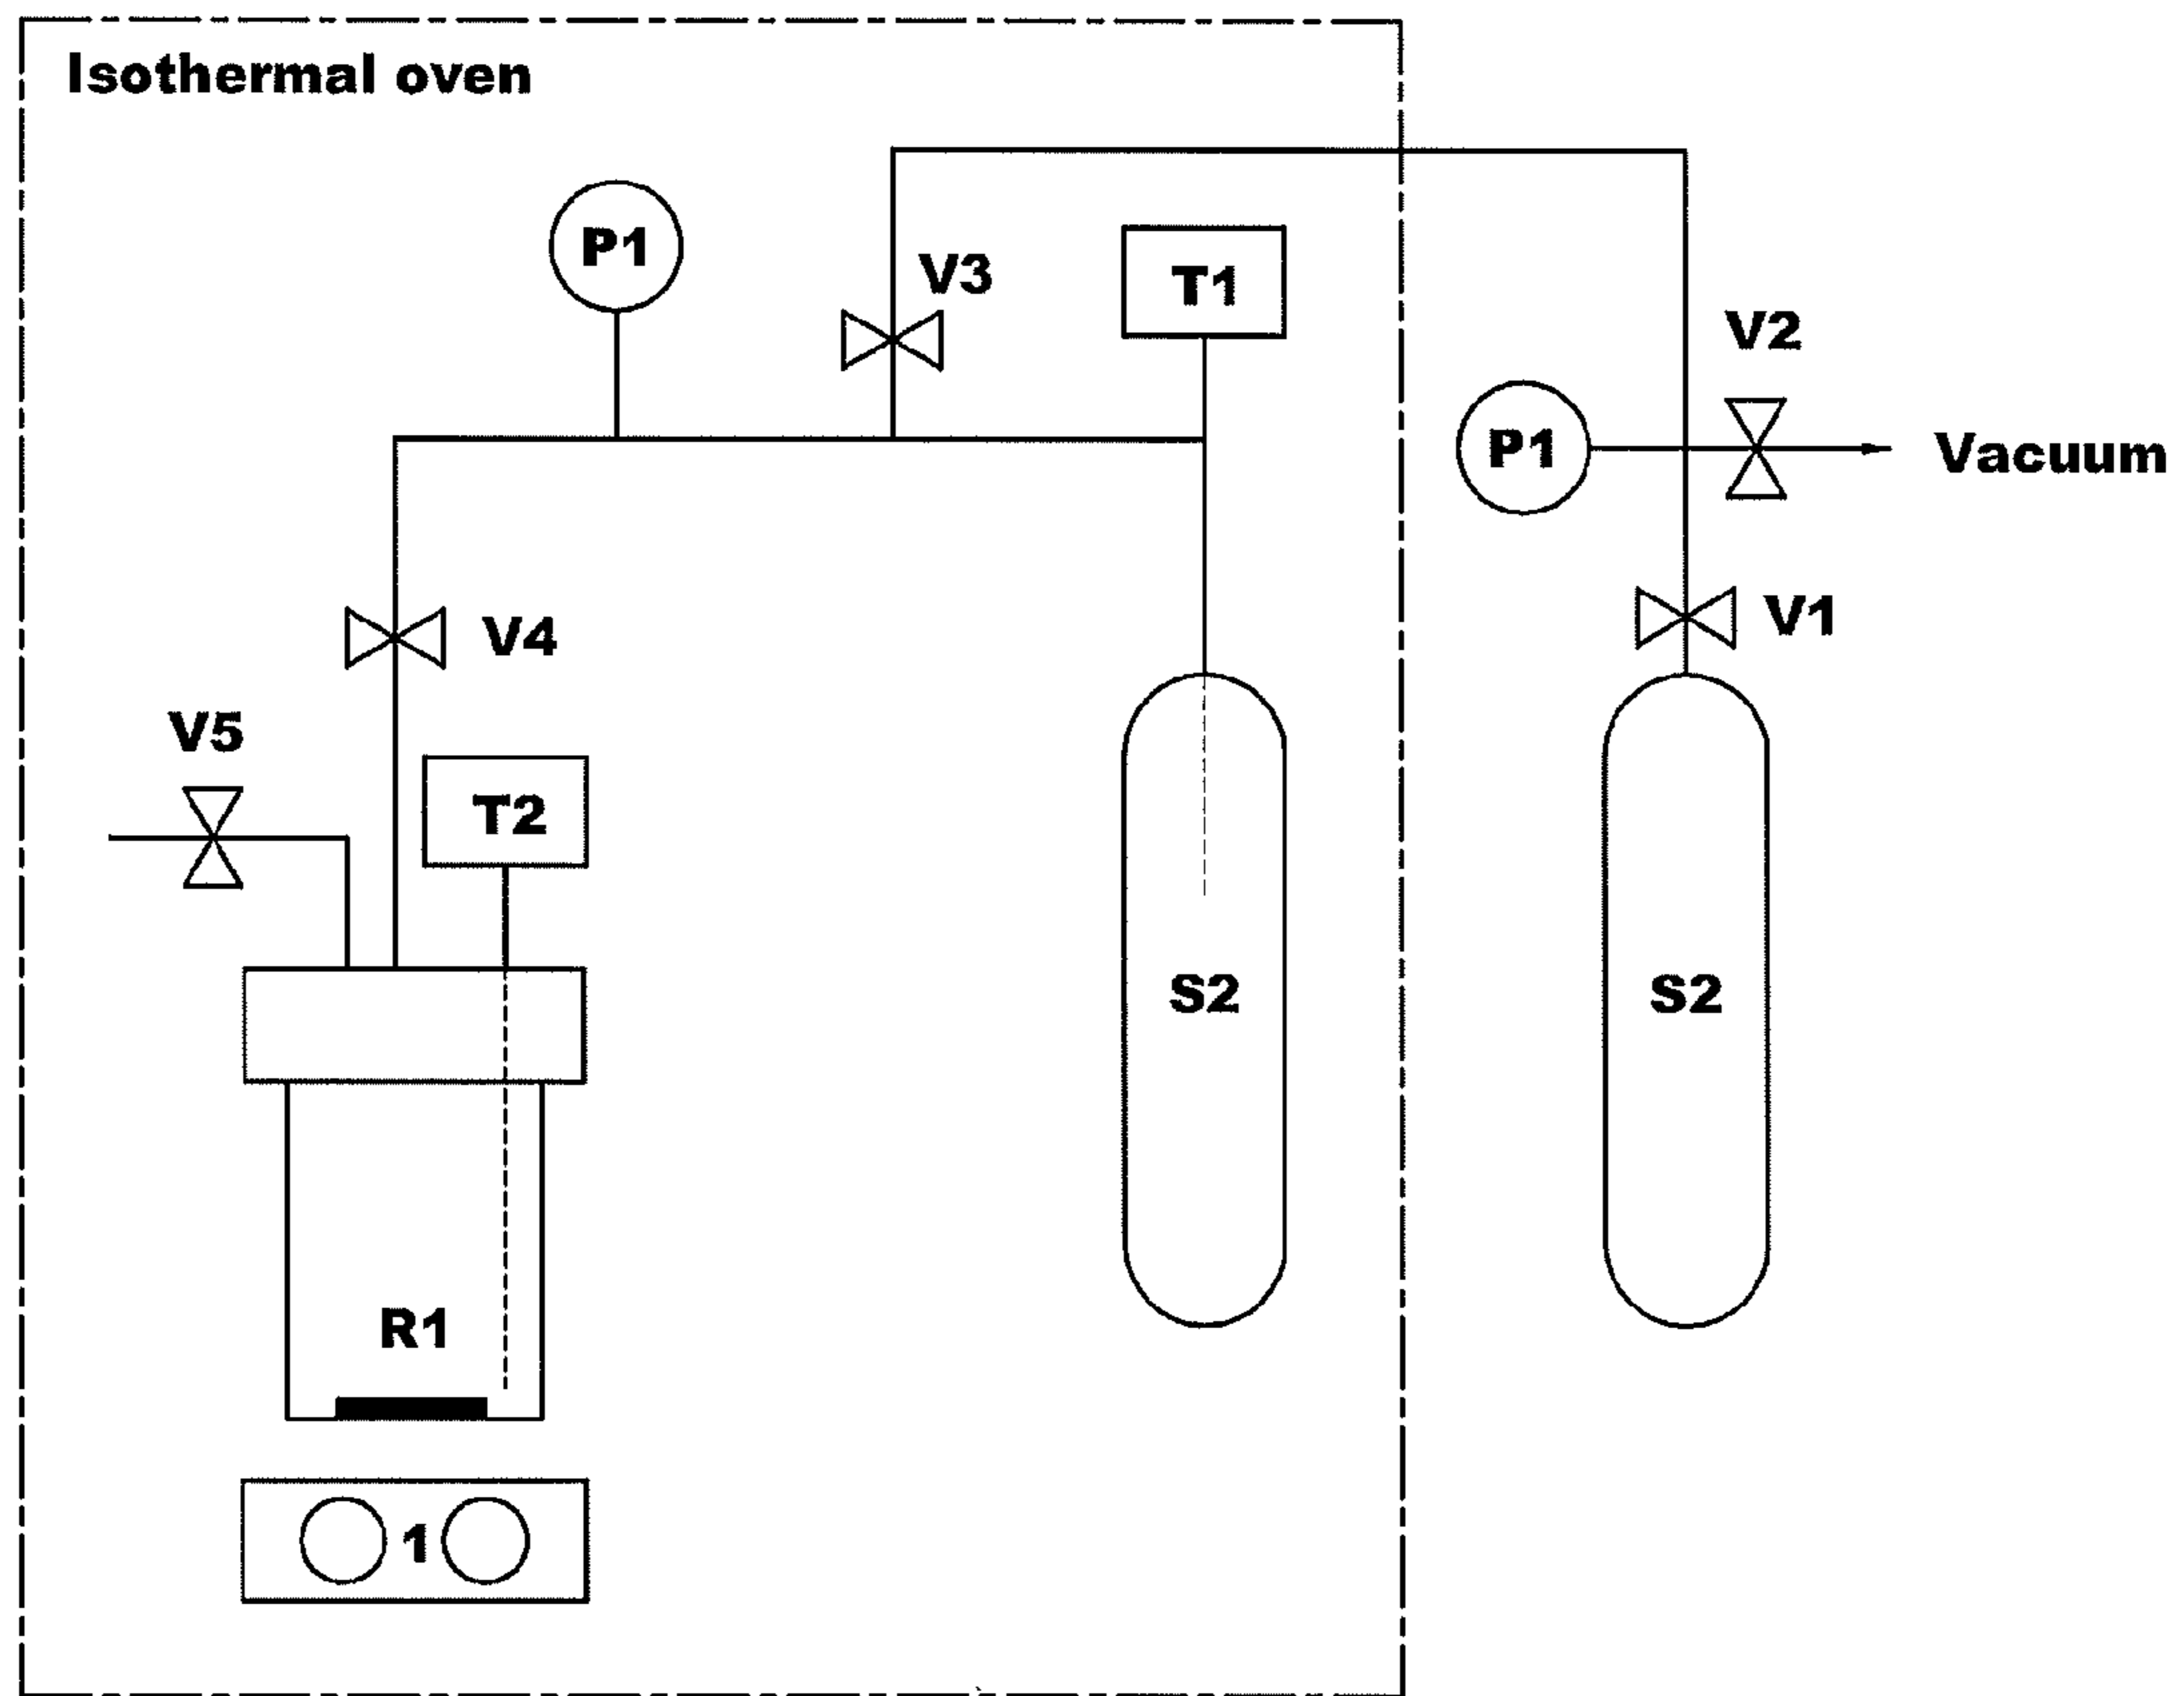 Isothermal oven
P1
V3
T1
V2
P1
Vacuum
V4
V1
V5
T2
S2
S2
R1
1